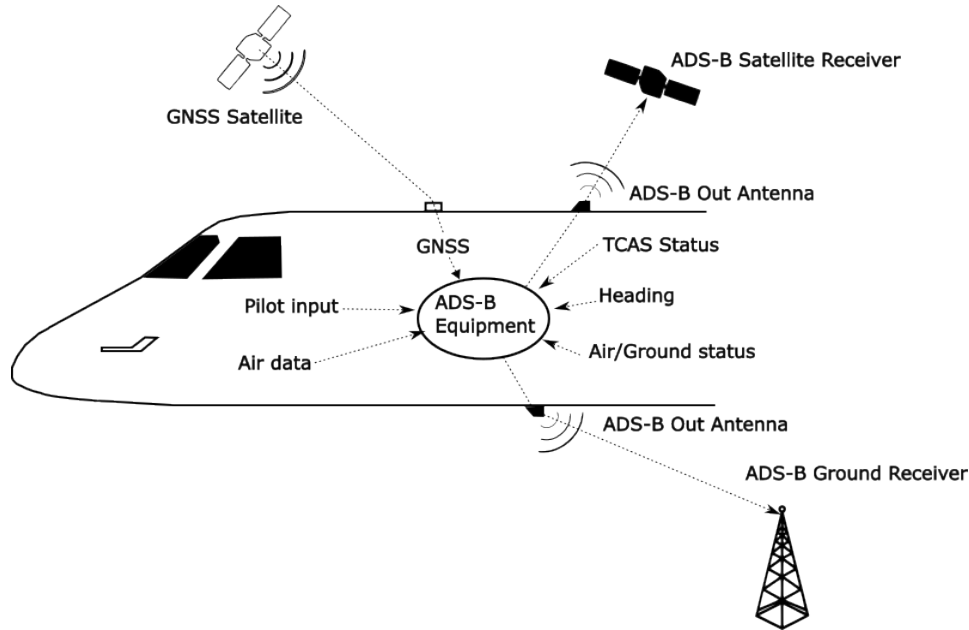 ADS-B Satellite Receiver
GNSS Satellite
ADS-B Out Antenna
GNSS
TCAS Status
Pilot input
ADS-B
Equipment
Heading
Air data
Air/Ground status
ADS-B Out Antenna
ADS-B Ground Receiver